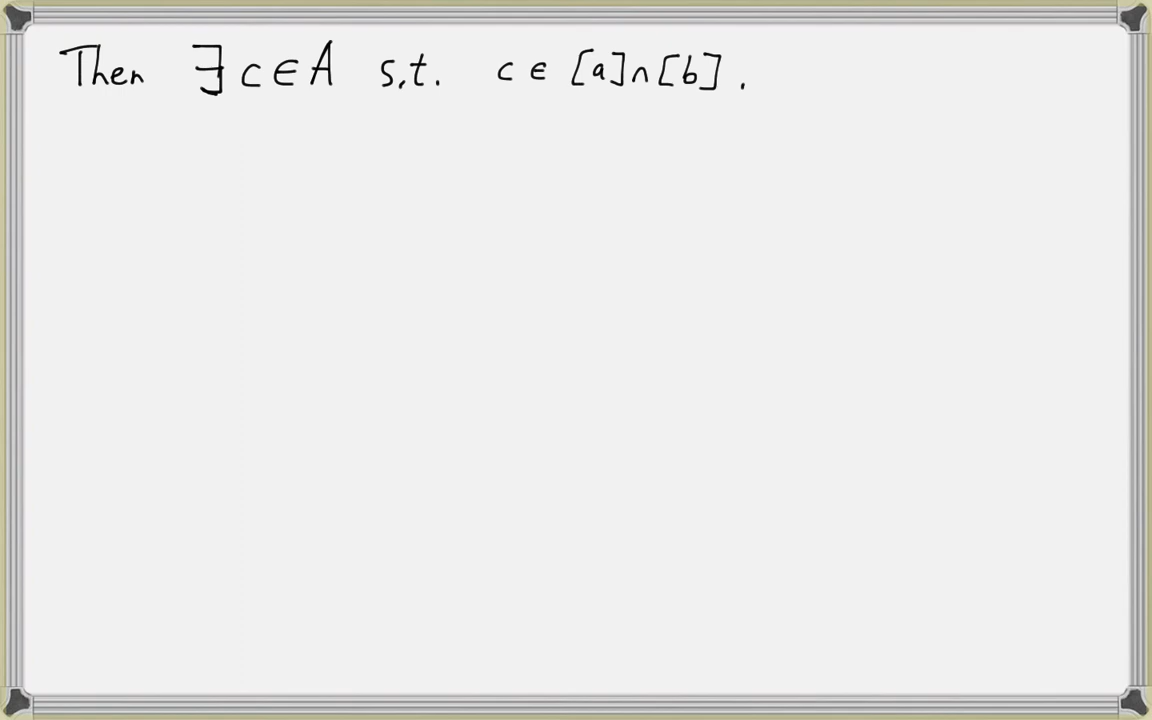 Then ∃ c ∈ A s.t. c ∈ [a]∩[b].